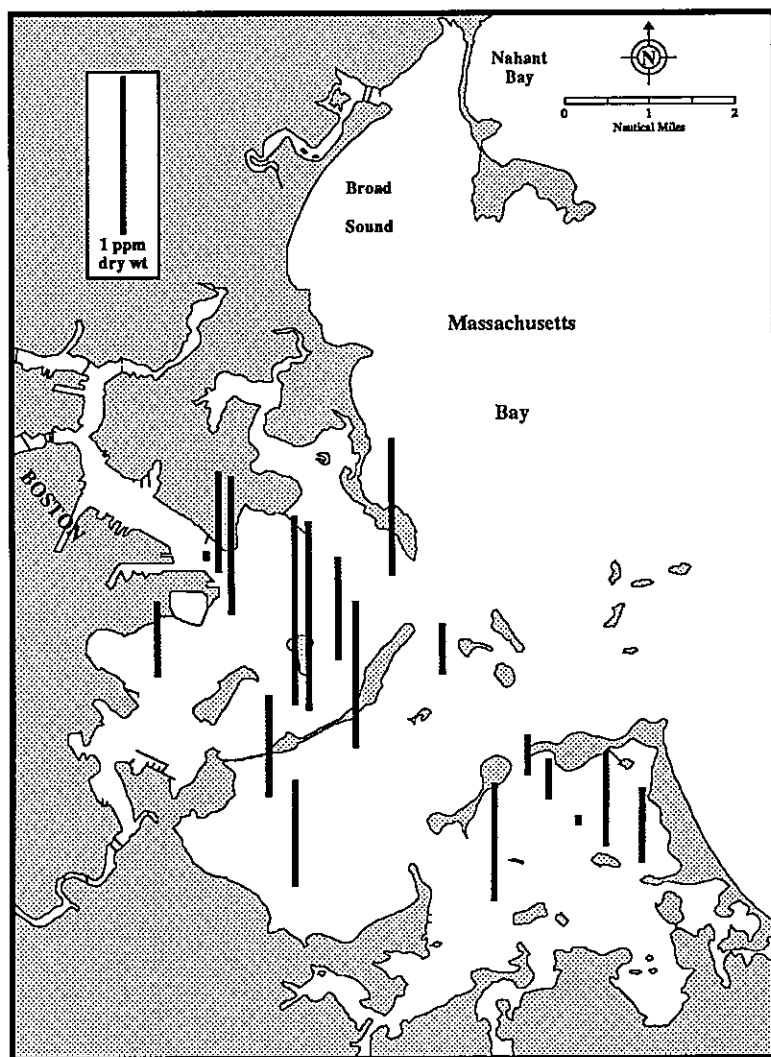 Nahant
Bay
N
0 1 2
Nautical Miles
1 ppm
dry wt
Broad
Sound
Massachusetts
Bay
BOSTON